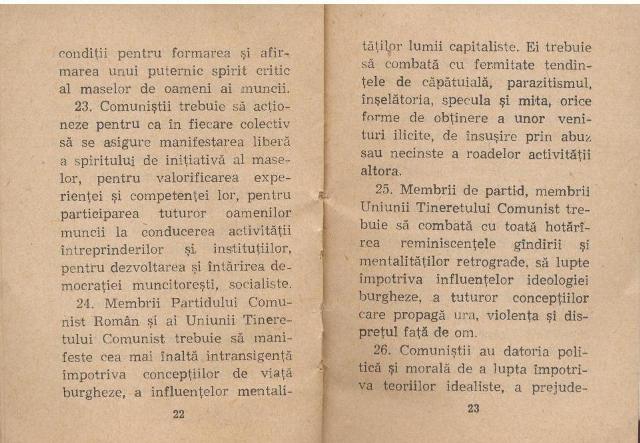 condiții pentru formarea și afir-
marea unui puternic spirit critic
al maselor de oameni ai muncii.
23. Comuniștii trebuie să acțio-
neze pentru ca în fiecare colectiv
să se asigure manifestarea liberă
a spiritului de inițiativă al mase-
lor, pentru valorificarea expe-
rienței și competenței lor, pentru
participarea tuturor oamenilor
muncii la conducerea activității
întreprinderilor și instituțiilor,
pentru dezvoltarea și întărirea de-
mocrației muncitorești, socialiste.
24. Membrii Partidului Comu-
nist Român și ai Uniunii Tinere-
tului Comunist trebuie să mani-
feste cea mai înaltă intransigență
împotriva concepțiilor de viață
burgheze, a influențelor mentali-
22
tăților lumii capitaliste. Ei trebuie
să combată cu fermitate tendin-
țele de căpătuială, parazitismul,
înșelătoria, specula și mita, orice
forme de obținere a unor veni-
turi ilicite, de însușire prin abuz
sau necinste a roadelor activității
altora.
25. Membrii de partid, membrii
Uniunii Tineretului Comunist tre-
buie să combată cu toată hotărî-
rea reminiscențele gîndirii și
mentalităților retrograde, să lupte
împotriva influențelor ideologiei
burgheze, a tuturor concepțiilor
care propagă ura, violența și dis-
prețul față de om.
26. Comuniștii au datoria poli-
tică și morală de a lupta împotri-
va teoriilor idealiste, a prejude-
23